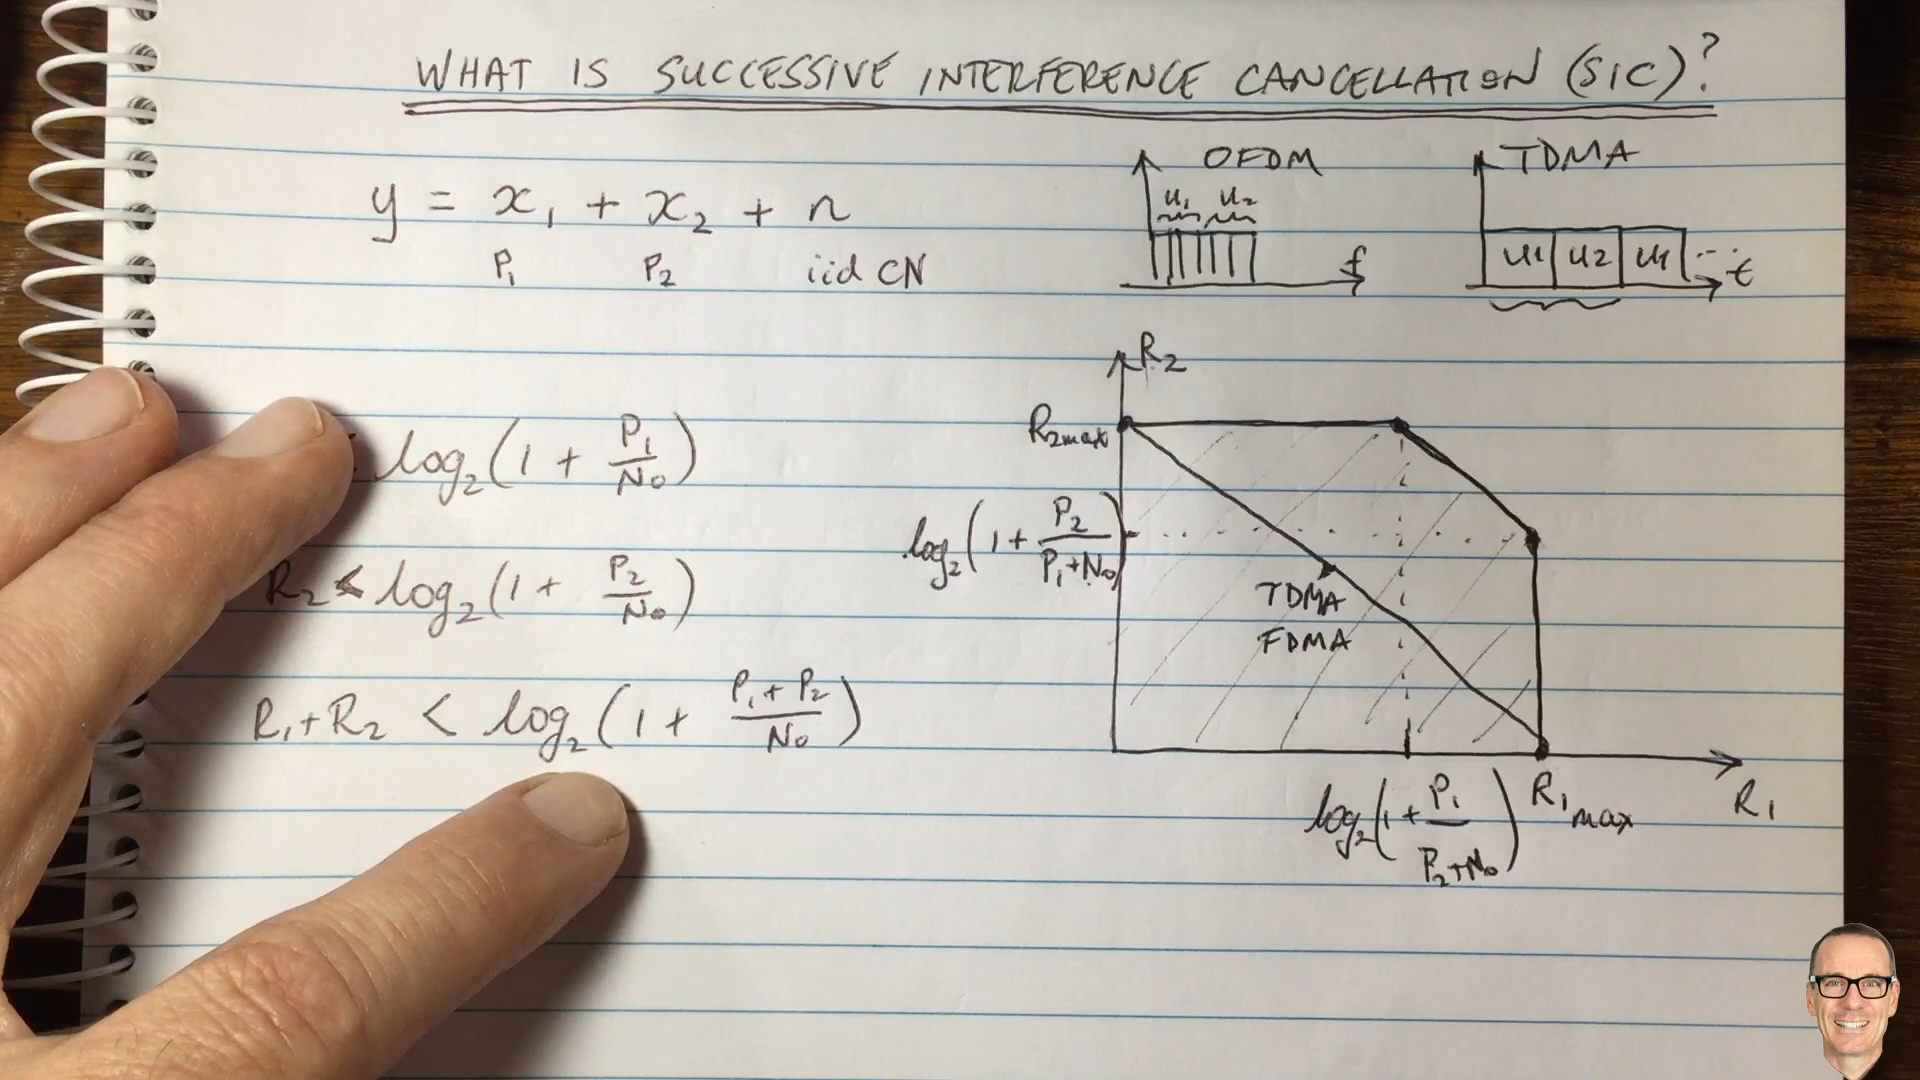 WHAT IS SUCCESSIVE INTERFERENCE CANCELLATION (SIC)?
y = x₁ + x₂ + n
P₁ P₂ iid CN
OFDM
u₁ u₂
f
TDMA
u1 u2 u1 ...
t
< log₂(1 + P₁/N₀)
R₂ < log₂(1 + P₂/N₀)
R₁+R₂ < log₂(1 + (P₁+P₂)/N₀)
R₂
R₂max
log₂(1 + P₂/(P₁+N₀))
TDMA
FDMA
log₂(1 + P₁/(P₂+N₀))
R₁max
R₁